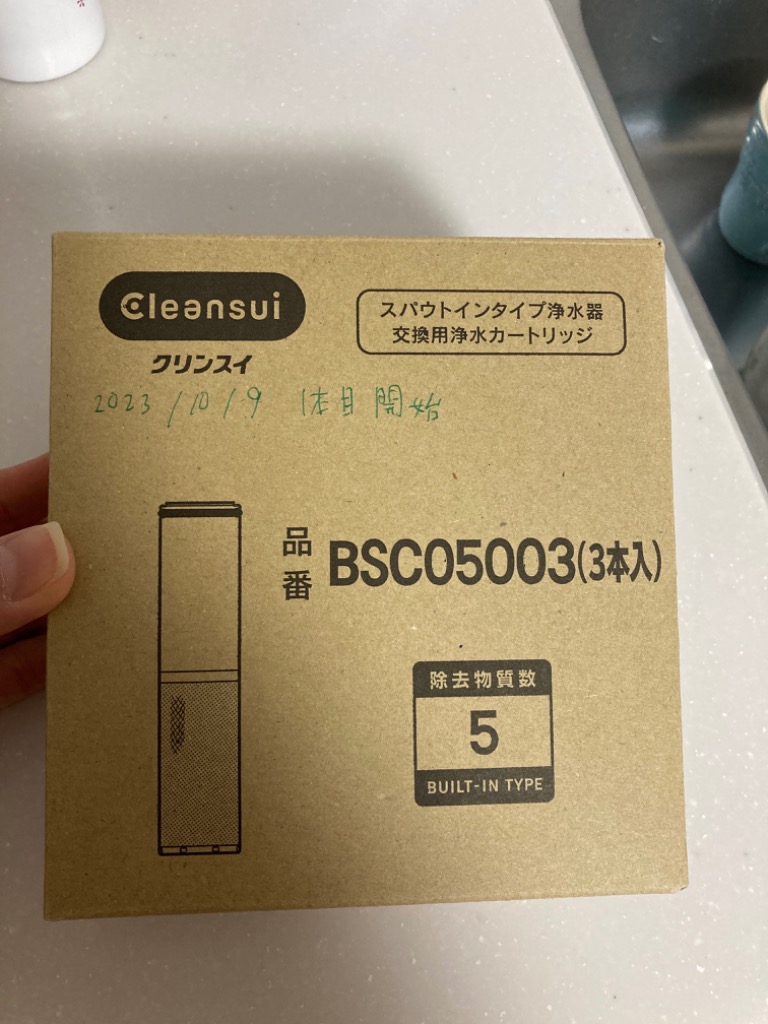 Cleansui
クリンスイ
スパウトインタイプ浄水器
交換用浄水カートリッジ
2023/10/9 1本目開始
品番 BSC05003(3本入)
除去物質数
5
BUILT-IN TYPE